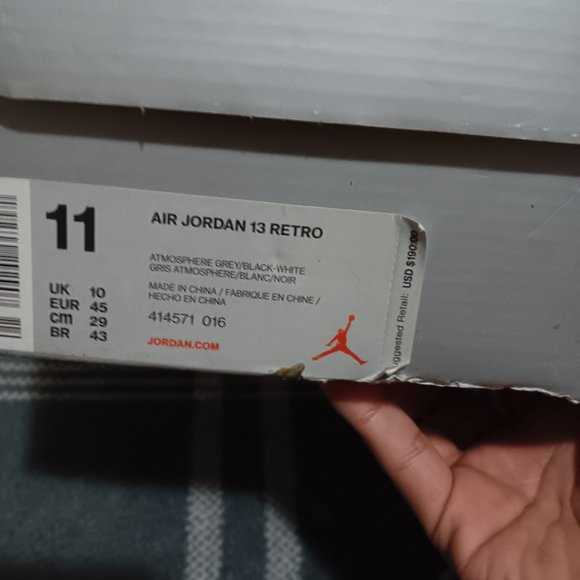 11
AIR JORDAN 13 RETRO
ATMOSPHERE GREY/BLACK-WHITE
GRIS ATMOSPHERE/BLANC/NOIR
MADE IN CHINA / FABRIQUE EN CHINE /
HECHO EN CHINA
UK 10
EUR 45
cm 29
BR 43
414571 016
JORDAN.COM
uggested Retail: USD $190.00